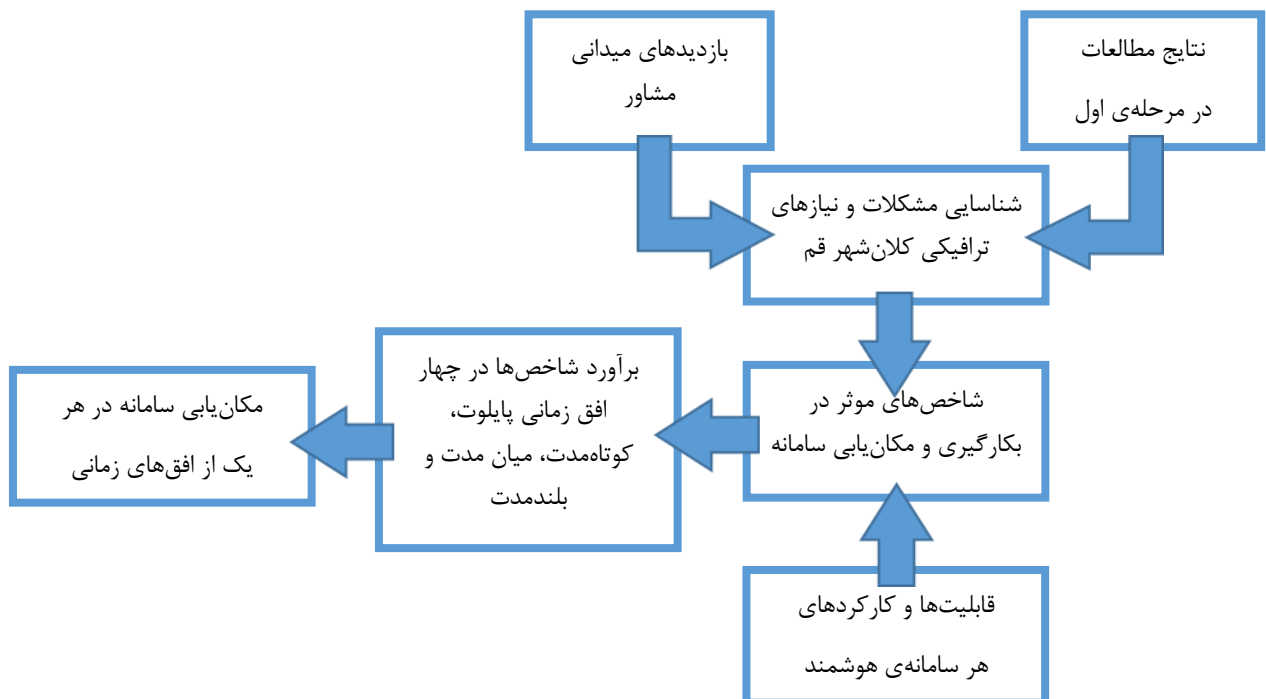 نتایج مطالعات
در مرحله‌ی اول
بازدیدهای میدانی
مشاور
شناسایی مشکلات و نیازهای
ترافیکی کلان‌شهر قم
شاخص‌های موثر در
بکارگیری و مکان‌یابی سامانه
برآورد شاخص‌ها در چهار
افق زمانی پایلوت،
کوتاه‌مدت، میان مدت و
بلندمدت
مکان‌یابی سامانه در هر
یک از افق‌های زمانی
قابلیت‌ها و کارکردهای
هر سامانه‌ی هوشمند